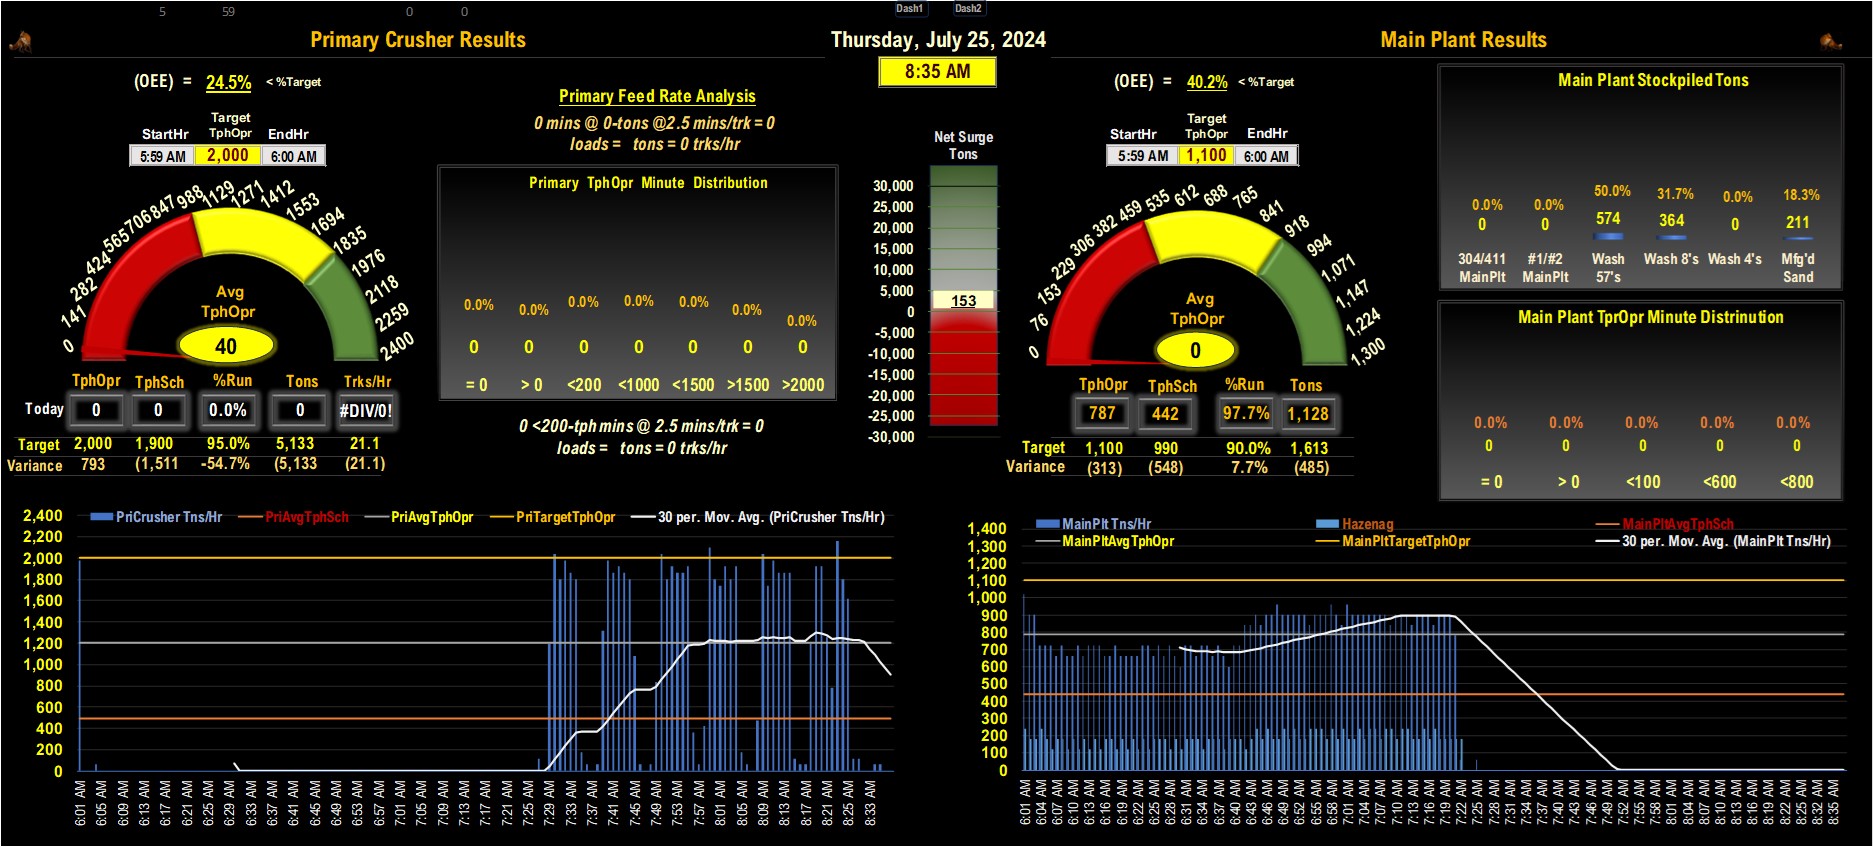 5 59 0 0 Dash1 Dash2
Primary Crusher Results
Thursday, July 25, 2024
Main Plant Results
8:35 AM
(OEE) = 24.5% < %Target
StartHr Target TphOpr EndHr
5:59 AM 2,000 6:00 AM
0 141 282 424 565 706 847 988 1129 1271 1412 1553 1694 1835 1976 2118 2259 2400
Avg
TphOpr
40
TphOpr TphSch %Run Tons Trks/Hr
Today 0 0 0.0% 0 #DIV/0!
Target 2,000 1,900 95.0% 5,133 21.1
Variance 793 (1,511 -54.7% (5,133 (21.1)
Primary Feed Rate Analysis
0 mins @ 0-tons @2.5 mins/trk = 0
loads = tons = 0 trks/hr
Primary TphOpr Minute Distribution
0.0% 0.0% 0.0% 0.0% 0.0% 0.0% 0.0%
0 0 0 0 0 0 0
= 0 > 0 <200 <1000 <1500 >1500 >2000
0 <200-tph mins @ 2.5 mins/trk = 0
loads = tons = 0 trks/hr
Net Surge
Tons
30,000
25,000
20,000
15,000
10,000
5,000
153
0
-5,000
-10,000
-15,000
-20,000
-25,000
-30,000
(OEE) = 40.2% < %Target
StartHr Target TphOpr EndHr
5:59 AM 1,100 6:00 AM
0 76 153 229 306 382 459 535 612 688 765 841 918 994 1,071 1,147 1,224 1,300
Avg
TphOpr
0
TphOpr TphSch %Run Tons
787 442 97.7% 1,128
Target 1,100 990 90.0% 1,613
Variance (313) (548) 7.7% (485)
Main Plant Stockpiled Tons
0.0% 0.0% 50.0% 31.7% 0.0% 18.3%
0 0 574 364 0 211
304/411 #1/#2 Wash Wash 8's Wash 4's Mfg'd
MainPlt MainPlt 57's Sand
Main Plant TprOpr Minute Distrinution
0.0% 0.0% 0.0% 0.0% 0.0%
0 0 0 0 0
= 0 > 0 <100 <600 <800
PriCrusher Tns/Hr PriAvgTphSch PriAvgTphOpr PriTargetTphOpr 30 per. Mov. Avg. (PriCrusher Tns/Hr)
2,400
2,200
2,000
1,800
1,600
1,400
1,200
1,000
800
600
400
200
0
6:01 AM 6:05 AM 6:09 AM 6:13 AM 6:17 AM 6:21 AM 6:25 AM 6:29 AM 6:33 AM 6:37 AM 6:41 AM 6:45 AM 6:49 AM 6:53 AM 6:57 AM 7:01 AM 7:05 AM 7:09 AM 7:13 AM 7:17 AM 7:21 AM 7:25 AM 7:29 AM 7:33 AM 7:37 AM 7:41 AM 7:45 AM 7:49 AM 7:53 AM 7:57 AM 8:01 AM 8:05 AM 8:09 AM 8:13 AM 8:17 AM 8:21 AM 8:25 AM 8:33 AM
MainPlt Tns/Hr Hazenag MainPltAvgTphSch
MainPltAvgTphOpr MainPltTargetTphOpr 30 per. Mov. Avg. (MainPlt Tns/Hr)
1,400
1,300
1,200
1,100
1,000
900
800
700
600
500
400
300
200
100
0
6:01 AM 6:04 AM 6:07 AM 6:10 AM 6:13 AM 6:16 AM 6:19 AM 6:22 AM 6:25 AM 6:28 AM 6:31 AM 6:34 AM 6:37 AM 6:40 AM 6:43 AM 6:46 AM 6:49 AM 6:52 AM 6:55 AM 6:58 AM 7:01 AM 7:04 AM 7:07 AM 7:10 AM 7:13 AM 7:16 AM 7:19 AM 7:22 AM 7:25 AM 7:28 AM 7:31 AM 7:34 AM 7:37 AM 7:40 AM 7:43 AM 7:46 AM 7:49 AM 7:52 AM 7:55 AM 7:58 AM 8:01 AM 8:10 AM 8:13 AM 8:16 AM 8:19 AM 8:22 AM 8:25 AM 8:32 AM 8:35 AM